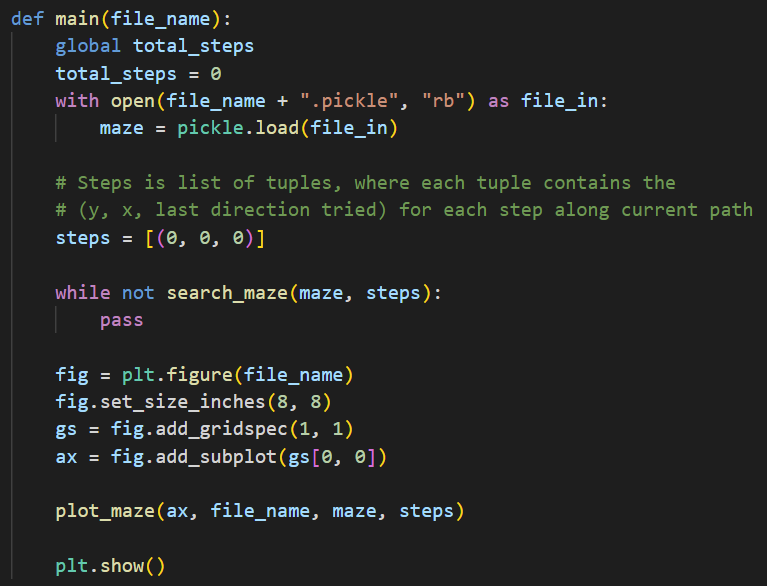 def main(file_name):
    global total_steps
    total_steps = 0
    with open(file_name + ".pickle", "rb") as file_in:
        maze = pickle.load(file_in)

    # Steps is list of tuples, where each tuple contains the
    # (y, x, last direction tried) for each step along current path
    steps = [(0, 0, 0)]

    while not search_maze(maze, steps):
        pass

    fig = plt.figure(file_name)
    fig.set_size_inches(8, 8)
    gs = fig.add_gridspec(1, 1)
    ax = fig.add_subplot(gs[0, 0])

    plot_maze(ax, file_name, maze, steps)

    plt.show()